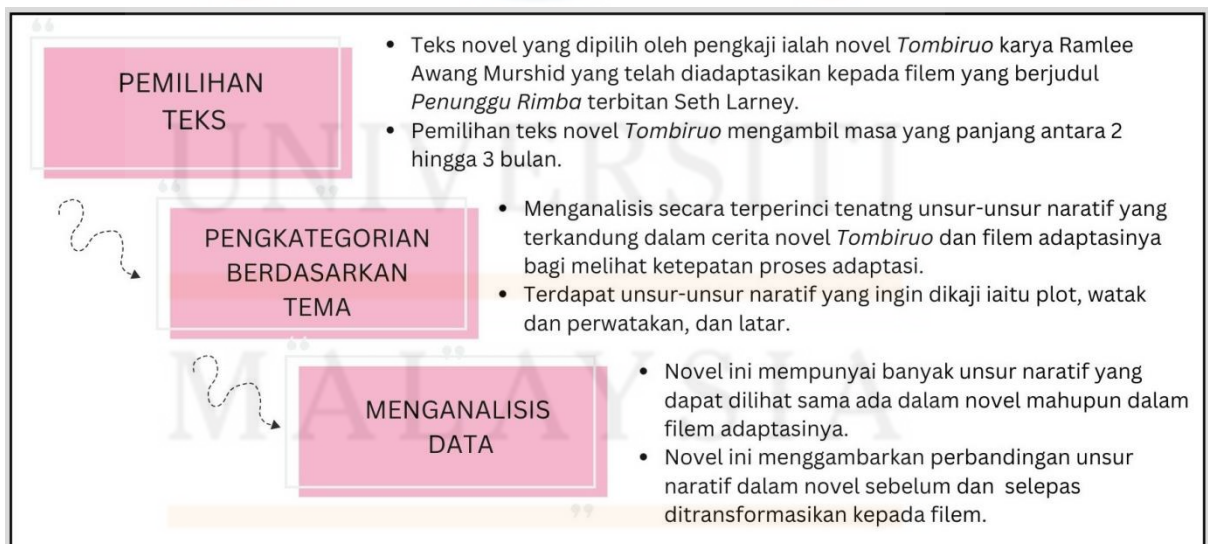 PEMILIHAN
TEKS
• Teks novel yang dipilih oleh pengkaji ialah novel Tombiruo karya Ramlee
Awang Murshid yang telah diadaptasikan kepada filem yang berjudul
Penunggu Rimba terbitan Seth Larney.
• Pemilihan teks novel Tombiruo mengambil masa yang panjang antara 2
hingga 3 bulan.
PENGKATEGORIAN
BERDASARKAN
TEMA
• Menganalisis secara terperinci tenatng unsur-unsur naratif yang
terkandung dalam cerita novel Tombiruo dan filem adaptasinya
bagi melihat ketepatan proses adaptasi.
• Terdapat unsur-unsur naratif yang ingin dikaji iaitu plot, watak
dan perwatakan, dan latar.
MENGANALISIS
DATA
• Novel ini mempunyai banyak unsur naratif yang
dapat dilihat sama ada dalam novel mahupun dalam
filem adaptasinya.
• Novel ini menggambarkan perbandingan unsur
naratif dalam novel sebelum dan selepas
ditransformasikan kepada filem.
UNIVERSITI
MALAYSIA